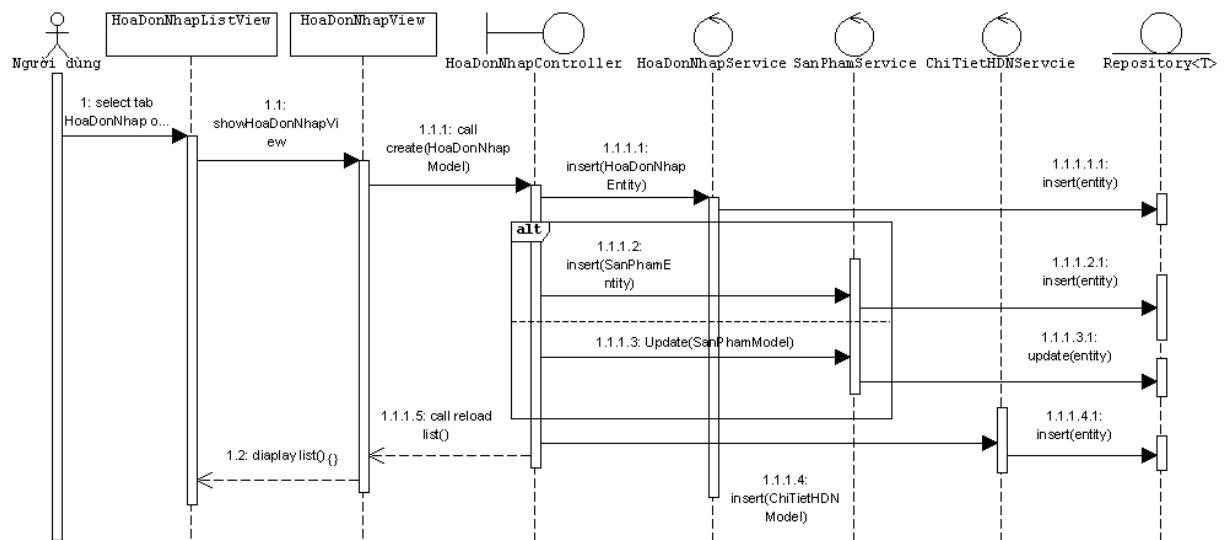 HoaDonNhapListView
HoaDonNhapView
Người dùng
HoaDonNhapController
HoaDonNhapService
SanPhamService
ChiTietHDNServcie
Repository<T>
1: select tab
HoaDonNhap o...
1.1:
showHoaDonNhapVi
ew
1.1.1: call
create(HoaDonNhap
Model)
1.1.1.1:
insert(HoaDonNhap
Entity)
1.1.1.1.1:
insert(entity)
alt
1.1.1.2:
insert(SanPhamE
ntity)
1.1.1.2.1:
insert(entity)
1.1.1.3: Update(SanPhamModel)
1.1.1.3.1:
update(entity)
1.1.1.5: call reload
list()
1.1.1.4.1:
insert(entity)
1.2: diaplay list() {}
1.1.1.4:
insert(ChiTietHDN
Model)